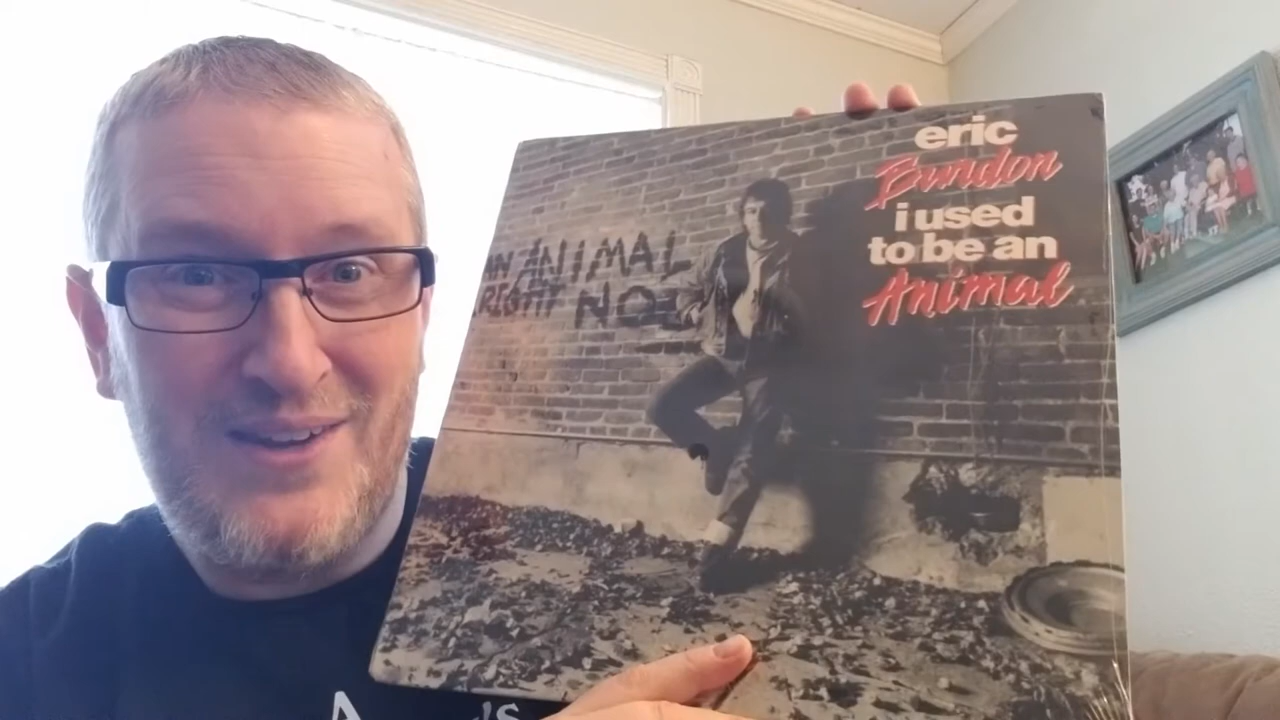 eric
Burdon
i used
to be an
Animal
AN ANIMAL
RIGHT NO